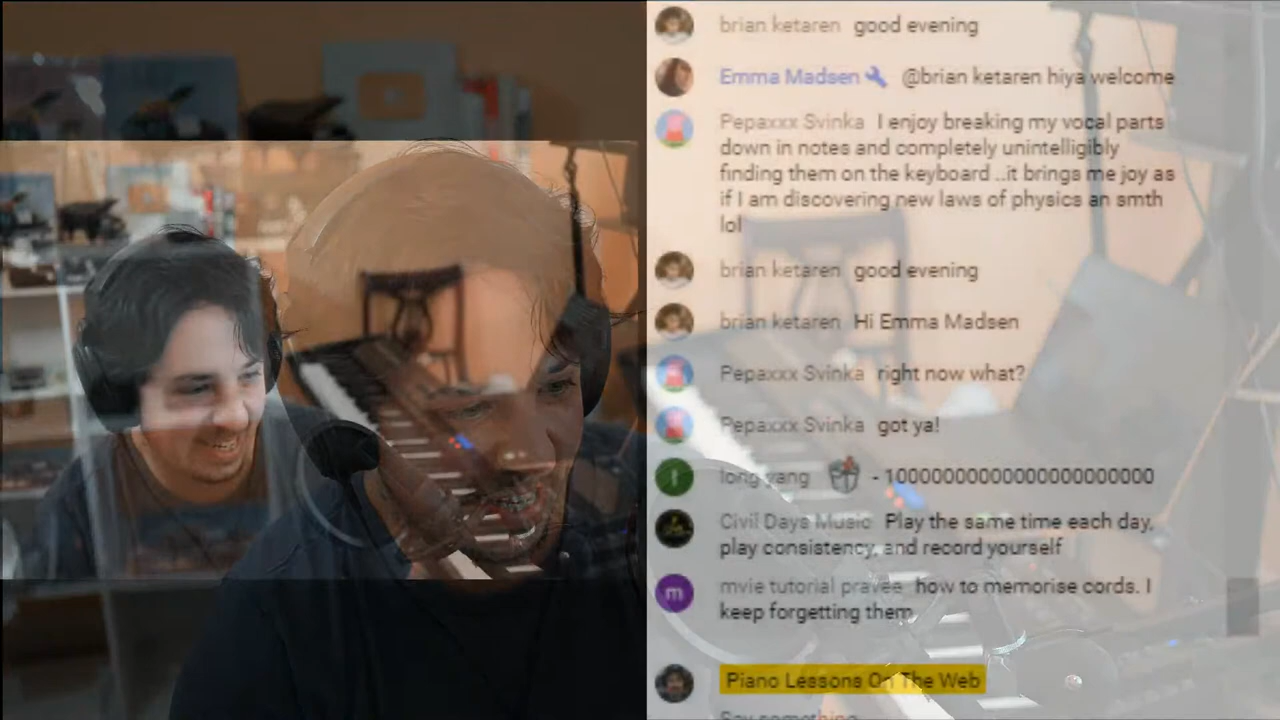 brian ketaren good evening
Emma Madsen @brian ketaren hiya welcome
Pepaxxx Svinka I enjoy breaking my vocal parts
down in notes and completely unintelligibly
finding them on the keyboard ..it brings me joy as
if I am discovering new laws of physics an smth
lol
brian ketaren good evening
brian ketaren Hi Emma Madsen
Pepaxxx Svinka right now what?
Pepaxxx Svinka got ya!
long yang - 10000000000000000000000
Civil Days Music Play the same time each day,
play consistency, and record yourself
m mvie tutorial pravee how to memorise cords. I
keep forgetting them
Piano Lessons On The Web
Say something